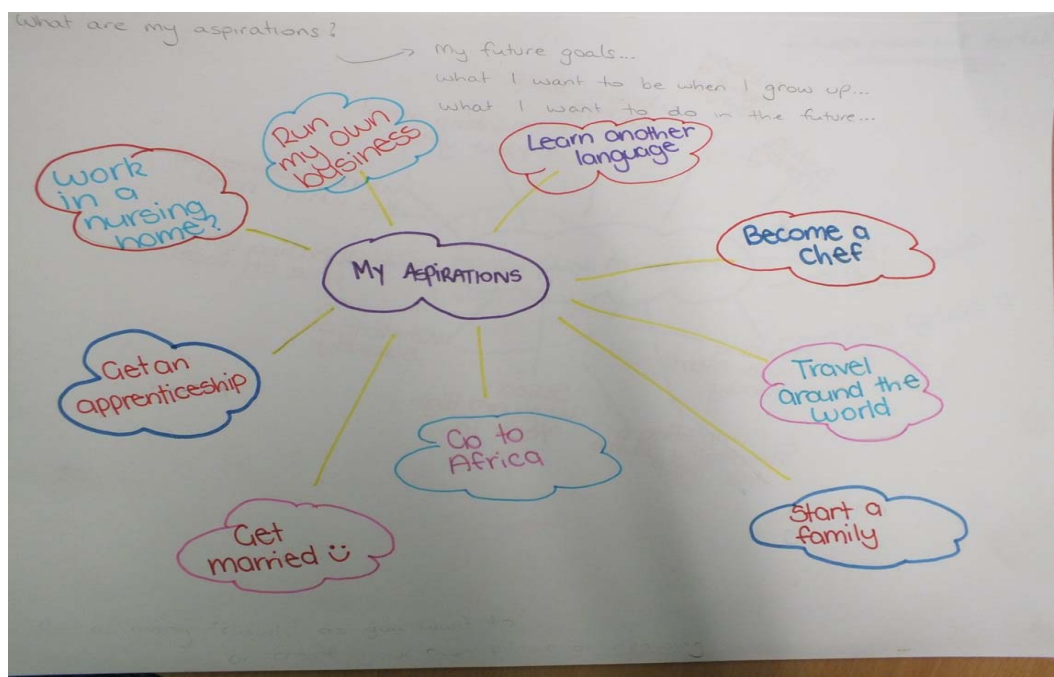 What are my aspirations?
my future goals...
what I want to be when I grow up...
what I want to do in the future...
Run
my own
business
Learn another
language
work
in a
nursing
home?
Become a
chef
My ASPiRATiONS
Get an
apprenticeship
Travel
around the
world
Go to
Africa
Get
married
Start a
family